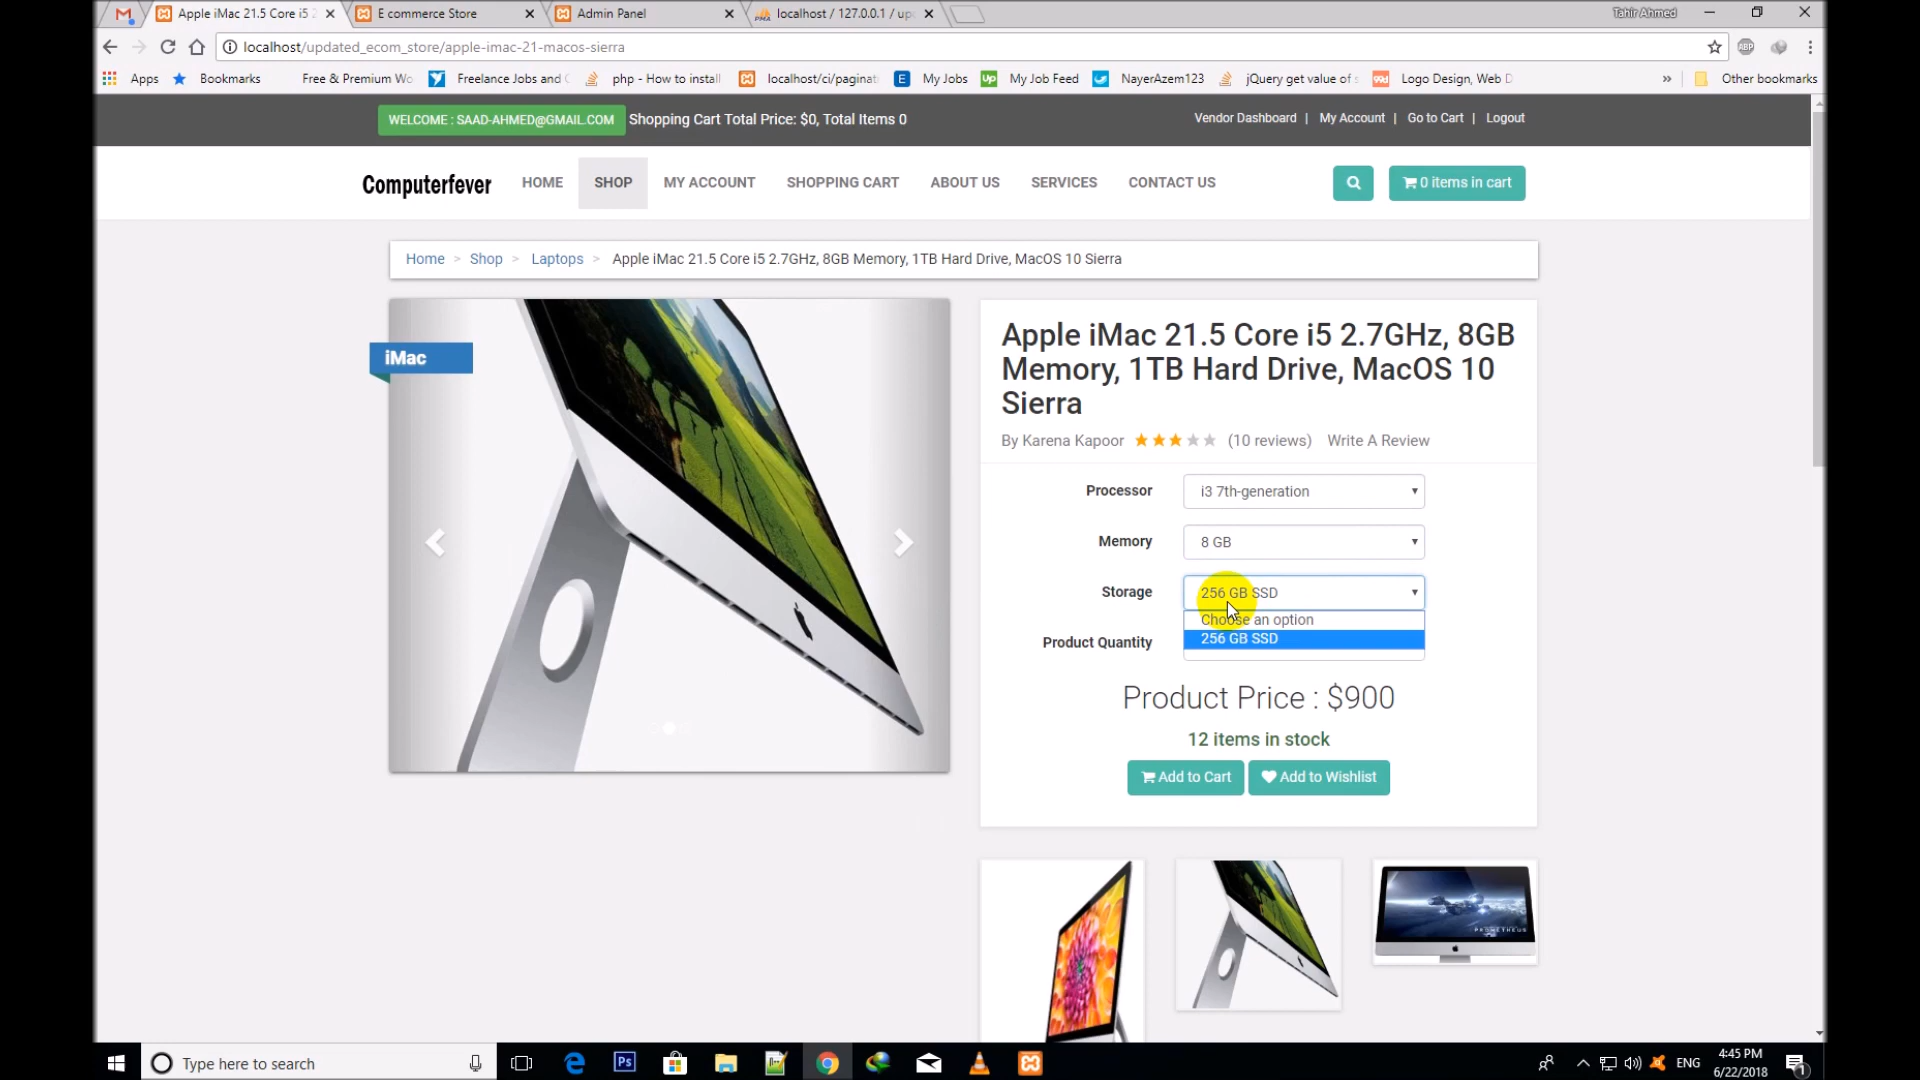 Apple iMac 21.5 Core i5 2
E commerce Store
Admin Panel
localhost / 127.0.0.1 / up
Tahir Ahmed
localhost/updated_ecom_store/apple-imac-21-macos-sierra
Apps
Bookmarks
Free & Premium Wo
Freelance Jobs and
php - How to install
localhost/ci/paginat
My Jobs
My Job Feed
NayerAzem123
jQuery get value of
Logo Design, Web D
Other bookmarks
WELCOME : SAAD-AHMED@GMAIL.COM Shopping Cart Total Price: $0, Total Items 0
Vendor Dashboard | My Account | Go to Cart | Logout
Computerfever
HOME
SHOP
MY ACCOUNT
SHOPPING CART
ABOUT US
SERVICES
CONTACT US
0 items in cart
Home > Shop > Laptops > Apple iMac 21.5 Core i5 2.7GHz, 8GB Memory, 1TB Hard Drive, MacOS 10 Sierra
iMac
Apple iMac 21.5 Core i5 2.7GHz, 8GB
Memory, 1TB Hard Drive, MacOS 10
Sierra
By Karena Kapoor (10 reviews) Write A Review
Processor i3 7th-generation
Memory 8 GB
Storage 256 GB SSD
Choose an option
256 GB SSD
Product Quantity
Product Price : $900
12 items in stock
Add to Cart
Add to Wishlist
PROMETHEUS
Type here to search
ENG
4:45 PM
6/22/2018